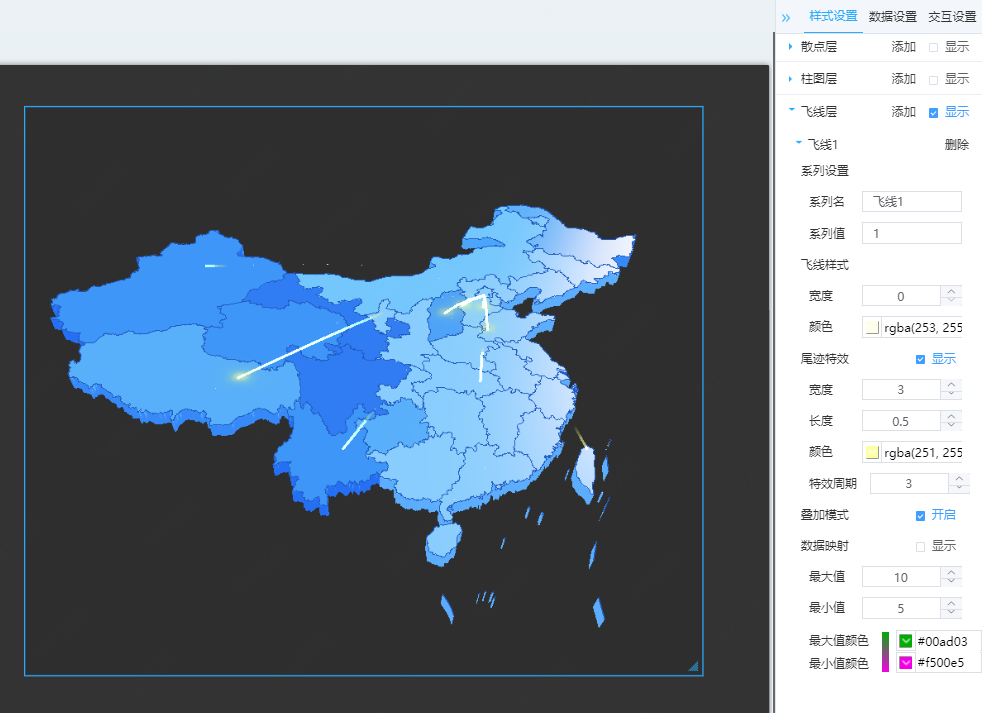 » 样式设置 数据设置 交互设置
散点层 添加 显示
柱图层 添加 显示
飞线层 添加 显示
飞线1 删除
系列设置
系列名 飞线1
系列值 1
飞线样式
宽度 0
颜色 rgba(253, 255
尾迹特效 显示
宽度 3
长度 0.5
颜色 rgba(251, 255
特效周期 3
叠加模式 开启
数据映射 显示
最大值 10
最小值 5
最大值颜色 #00ad03
最小值颜色 #f500e5